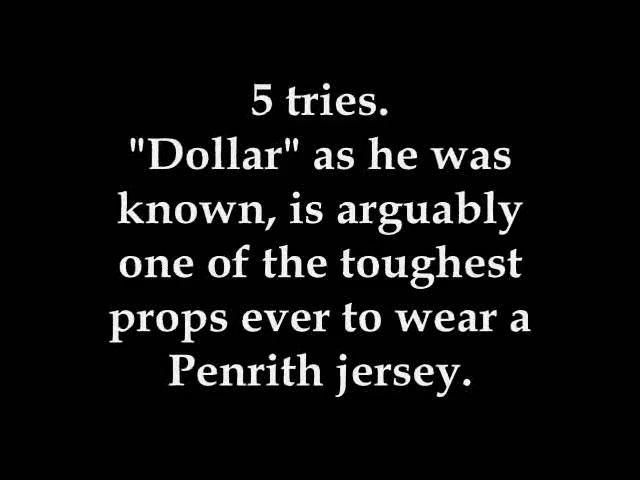 5 tries.
"Dollar" as he was
known, is arguably
one of the toughest
props ever to wear a
Penrith jersey.